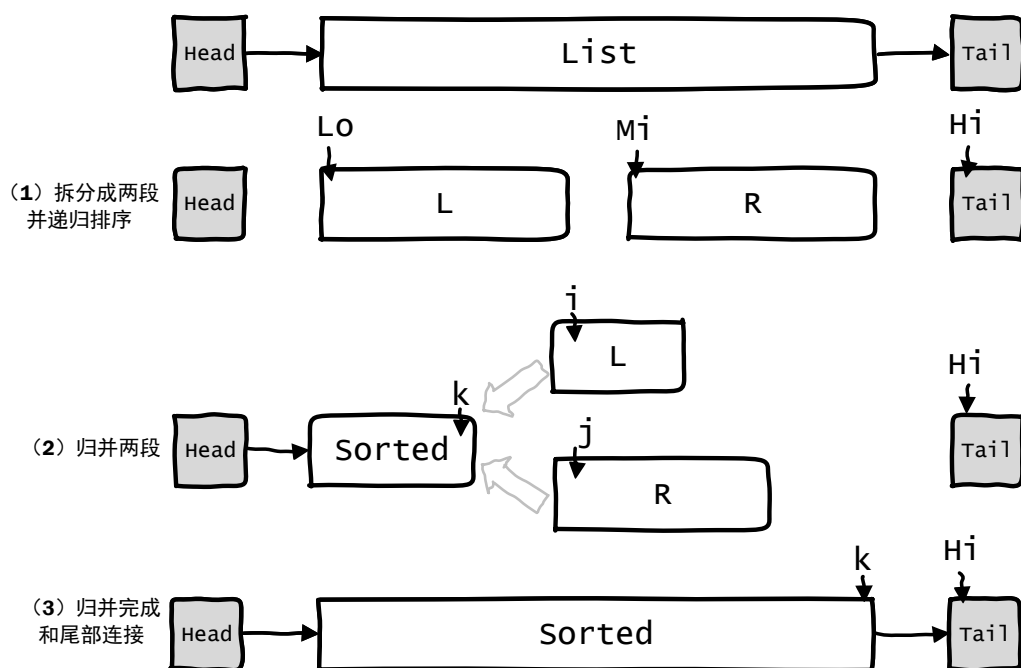 Head List Tail
Lo Mi Hi
（1）拆分成两段
并递归排序
Head L R Tail
i
L
Hi
k
（2）归并两段
Head Sorted Tail
j
R
k Hi
（3）归并完成
和尾部连接
Head Sorted Tail